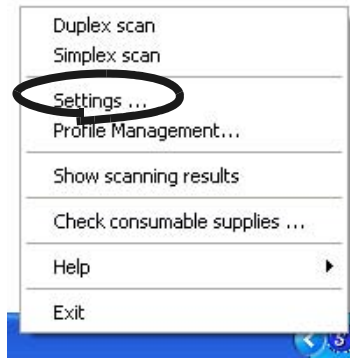 Duplex scan
Simplex scan
Settings ...
Profile Management...
Show scanning results
Check consumable supplies ...
Help
Exit